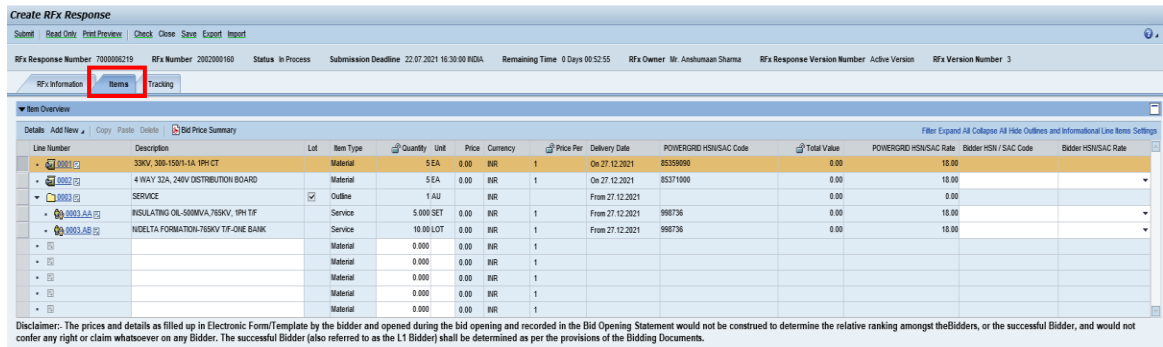 Create RFx Response
Submit Read Only Print Preview Check Close Save Export Import
RFx Response Number 7000006219 RFx Number 2002000160 Status In Process Submission Deadline 22.07.2021 16:30:00 INDIA Remaining Time 0 Days 00:52:55 RFx Owner Mr. Anshumaan Sharma RFx Response Version Number Active Version RFx Version Number 3
RFx Information Items Tracking
Item Overview
Details Add New Copy Paste Delete Bid Price Summary Filter Expand All Collapse All Hide Outlines and Informational Line Items Settings
Line Number Description Lot Item Type Quantity Unit Price Currency Price Per Delivery Date POWERGRID HSN/SAC Code Total Value POWERGRID HSN/SAC Rate Bidder HSN / SAC Code Bidder HSN/SAC Rate
0001 33KV, 300-150/1-1A 1PH CT Material 5 EA 0.00 INR 1 On 27.12.2021 85359090 0.00 18.00
0002 4 WAY 32A, 240V DISTRIBUTION BOARD Material 5 EA 0.00 INR 1 On 27.12.2021 85371000 0.00 18.00
0003 SERVICE Outline 1 AU INR From 27.12.2021 0.00 0.00
0003.AA INSULATING OIL-500MVA,765KV, 1PH T/F Service 5.000 SET 0.00 INR 1 From 27.12.2021 998736 0.00 18.00
0003.AB N/DELTA FORMATION-765KV T/F-ONE BANK Service 10.00 LOT 0.00 INR 1 From 27.12.2021 998736 0.00 18.00
Material 0.000 0.00 INR 1
Material 0.000 0.00 INR 1
Material 0.000 0.00 INR 1
Material 0.000 0.00 INR 1
Material 0.000 0.00 INR 1
Disclaimer:- The prices and details as filled up in Electronic Form/Template by the bidder and opened during the bid opening and recorded in the Bid Opening Statement would not be construed to determine the relative ranking amongst theBidders, or the successful Bidder, and would not
confer any right or claim whatsoever on any Bidder. The successful Bidder (also referred to as the L1 Bidder) shall be determined as per the provisions of the Bidding Documents.